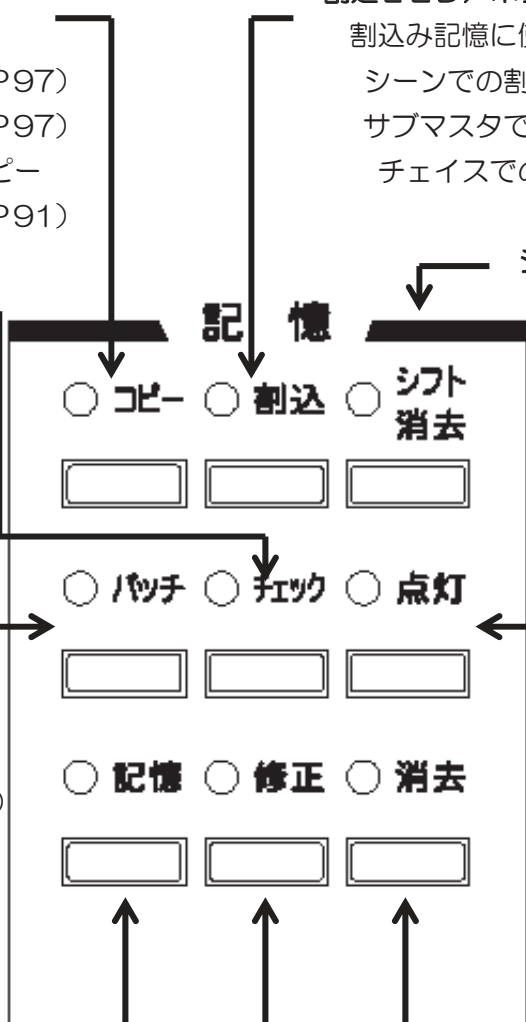 割込み記憶に
P97)
シーンでの割
P97)
サブマスタで
ピー
チェイスでの
P91)
記 憶
コピー 割込 シフト
消去
パッチ チェック 点灯
)
記憶 修正 消去